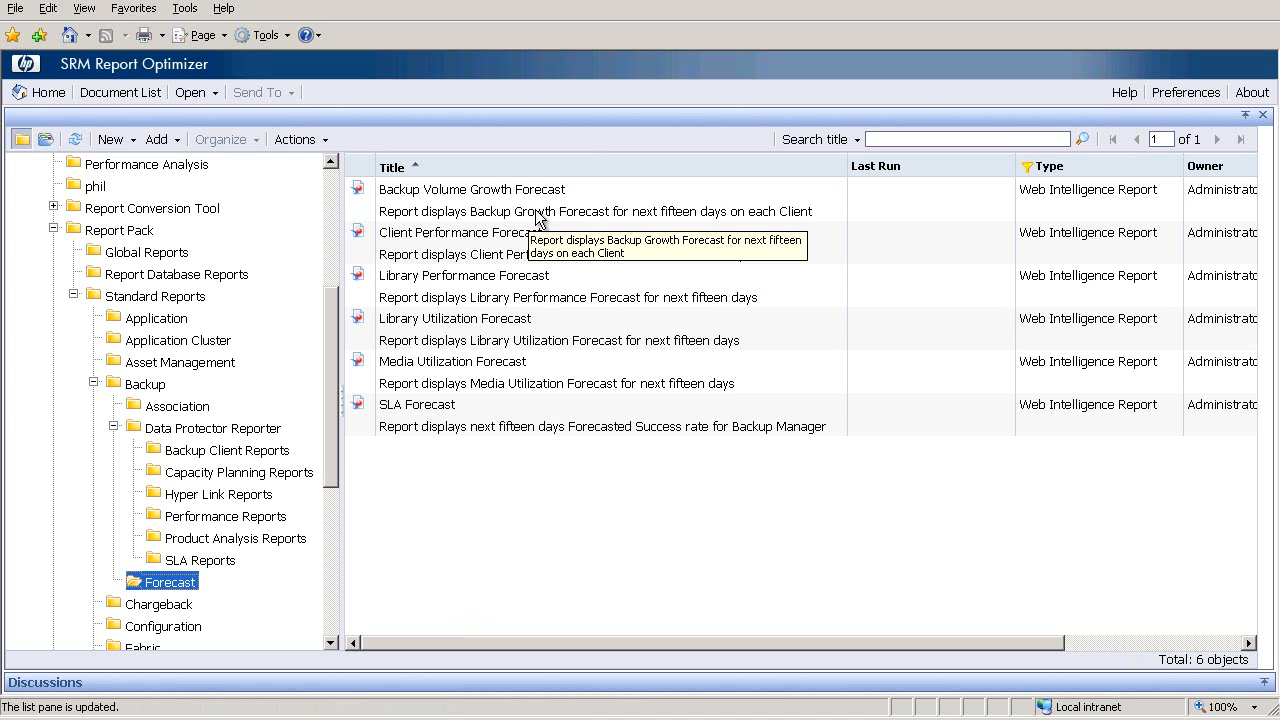 File Edit View Favorites Tools Help
Page Tools
hp SRM Report Optimizer
Home Document List Open Send To Help Preferences About
New Add Organize Actions Search title 1 of 1
Performance Analysis
phil
Report Conversion Tool
Report Pack
Global Reports
Report Database Reports
Standard Reports
Application
Application Cluster
Asset Management
Backup
Association
Data Protector Reporter
Backup Client Reports
Capacity Planning Reports
Hyper Link Reports
Performance Reports
Product Analysis Reports
SLA Reports
Forecast
Chargeback
Configuration
Fabric
Title Last Run Type Owner
Backup Volume Growth Forecast Web Intelligence Report Administrato
Report displays Backup Growth Forecast for next fifteen days on each Client
Client Performance Foreca Web Intelligence Report Administrato
Report displays Client Perf
Report displays Backup Growth Forecast for next fifteen
days on each Client
Library Performance Forecast Web Intelligence Report Administrato
Report displays Library Performance Forecast for next fifteen days
Library Utilization Forecast Web Intelligence Report Administrato
Report displays Library Utilization Forecast for next fifteen days
Media Utilization Forecast Web Intelligence Report Administrato
Report displays Media Utilization Forecast for next fifteen days
SLA Forecast Web Intelligence Report Administrato
Report displays next fifteen days Forecasted Success rate for Backup Manager
Total: 6 objects
Discussions
The list pane is updated. Local intranet 100%